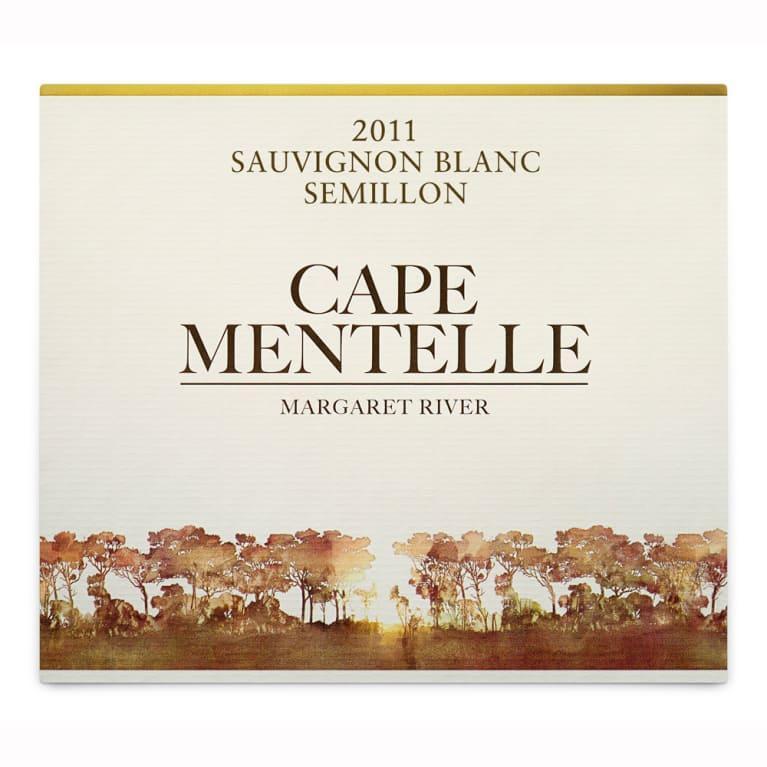 2011
SAUVIGNON BLANC
SEMILLON
CAPE
MENTELLE
MARGARET RIVER